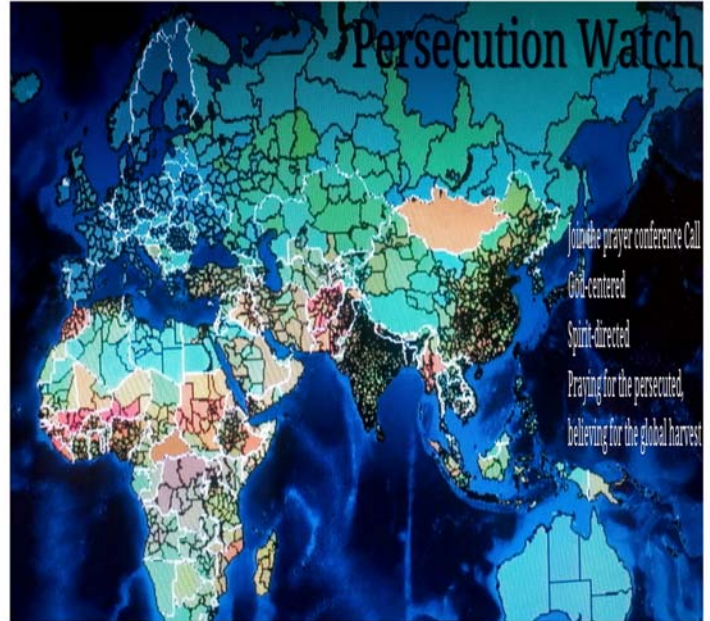 Persecution Watch
Join the prayer conference Call
God-centered
Spirit-directed
Praying for the persecuted,
believing for the global harvest